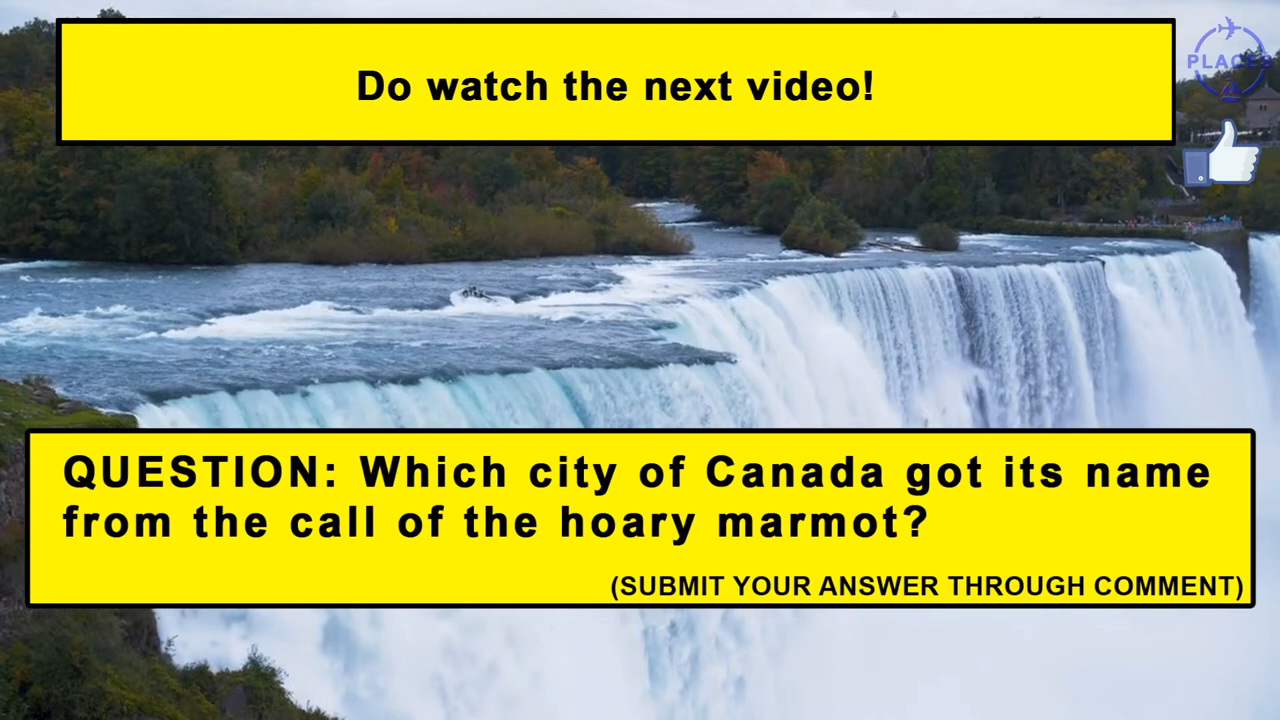 Do watch the next video!
PLACES
QUESTION: Which city of Canada got its name
from the call of the hoary marmot?
(SUBMIT YOUR ANSWER THROUGH COMMENT)